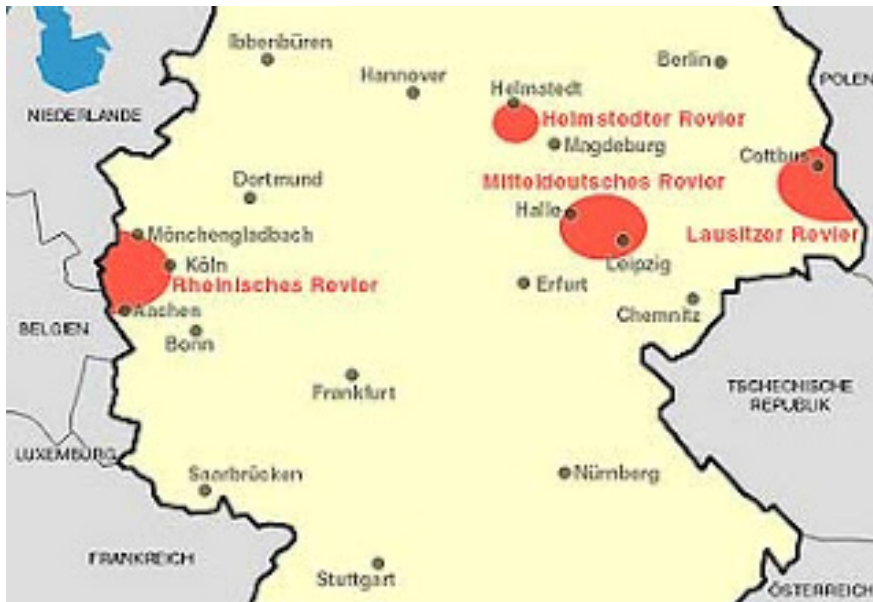 Ibbenbüren
Hannover
Berlin
POLEN
Helmstedt
NIEDERLANDE
Helmstedter Revier
Magdeburg
Cottbus
Dortmund
Mitteldeutsches Revier
Halle
Mönchengladbach
Lausitzer Revier
Köln
Leipzig
Rheinisches Revier
Erfurt
Aachen
Chemnitz
BELGIEN
Bonn
Frankfurt
TSCHECHISCHE
REPUBLIK
LUXEMBURG
Saarbrücken
Nürnberg
FRANKREICH
Stuttgart
ÖSTERREICH